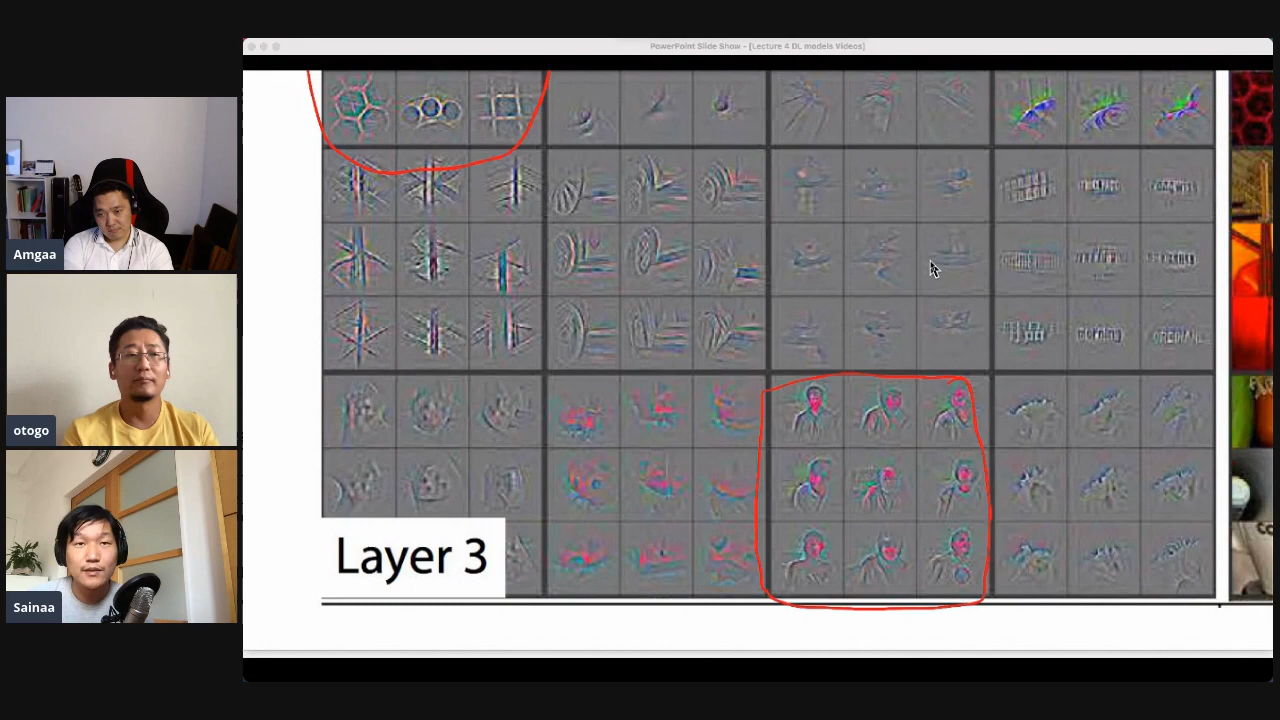 PowerPoint Slide Show - [Lecture 4 DL models Videos]
Amgaa
otogo
Sainaa
Layer 3